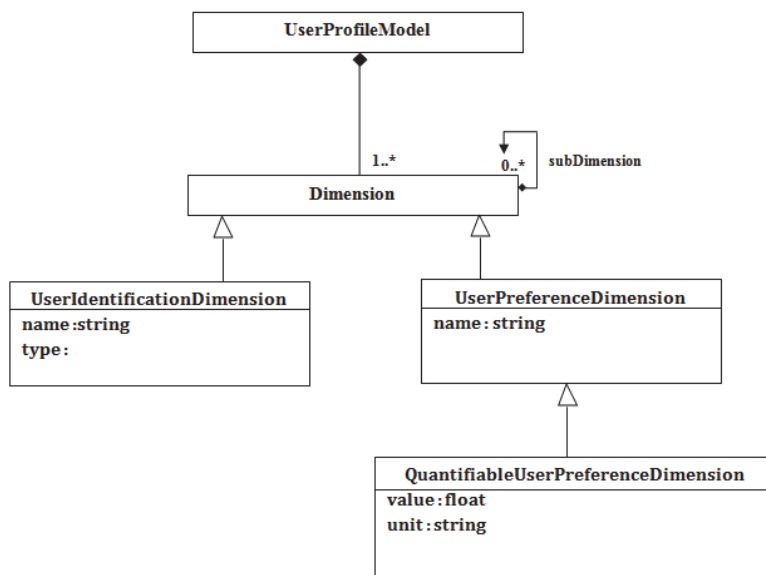 UserProfileModel
1..*
0..*
subDimension
Dimension
UserIdentificationDimension
name:string
type:
UserPreferenceDimension
name: string
QuantifiableUserPreferenceDimension
value:float
unit:string